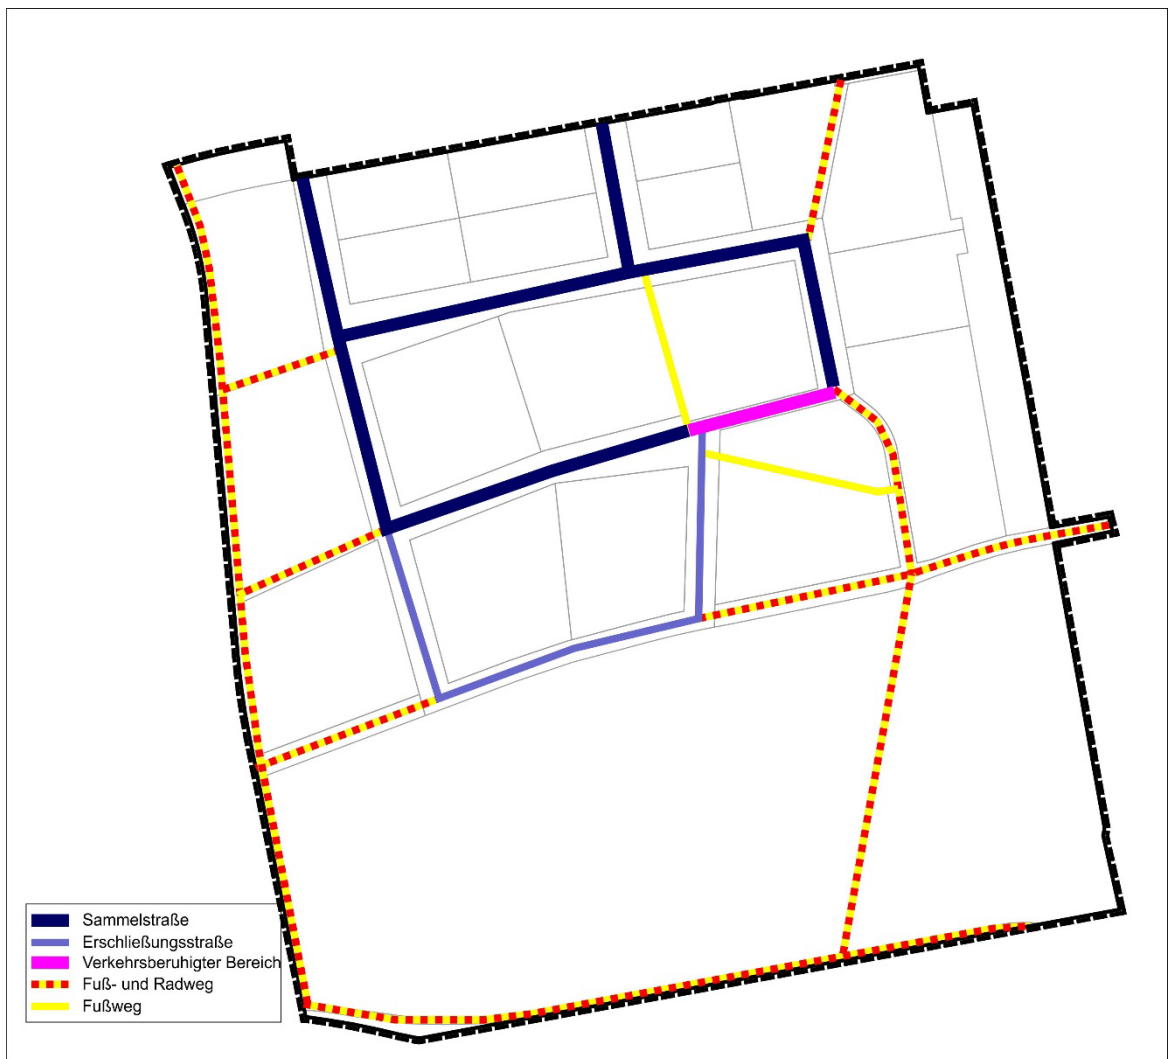 Sammelstraße
Erschließungsstraße
Verkehrsberuhigter Bereich
Fuß- und Radweg
Fußweg